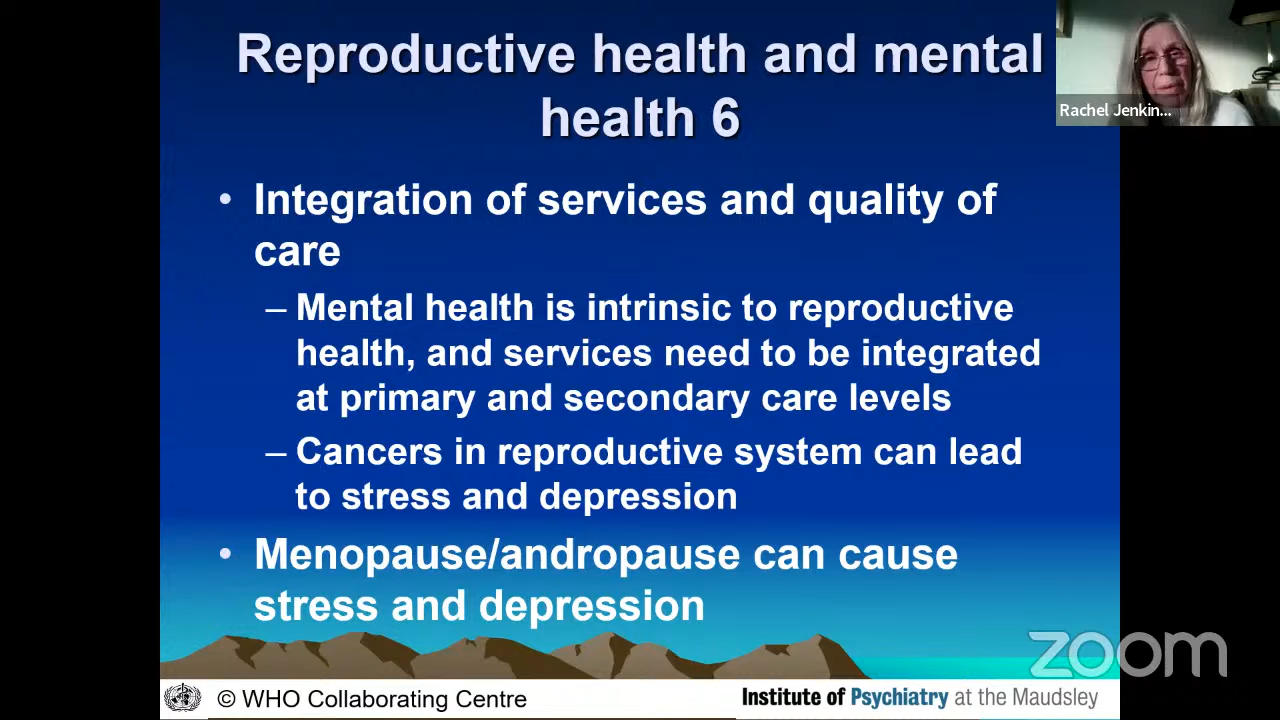 Reproductive health and mental
health 6
Rachel Jenkin...
• Integration of services and quality of
care
– Mental health is intrinsic to reproductive
health, and services need to be integrated
at primary and secondary care levels
– Cancers in reproductive system can lead
to stress and depression
• Menopause/andropause can cause
stress and depression
zoom
© WHO Collaborating Centre
Institute of Psychiatry at the Maudsley